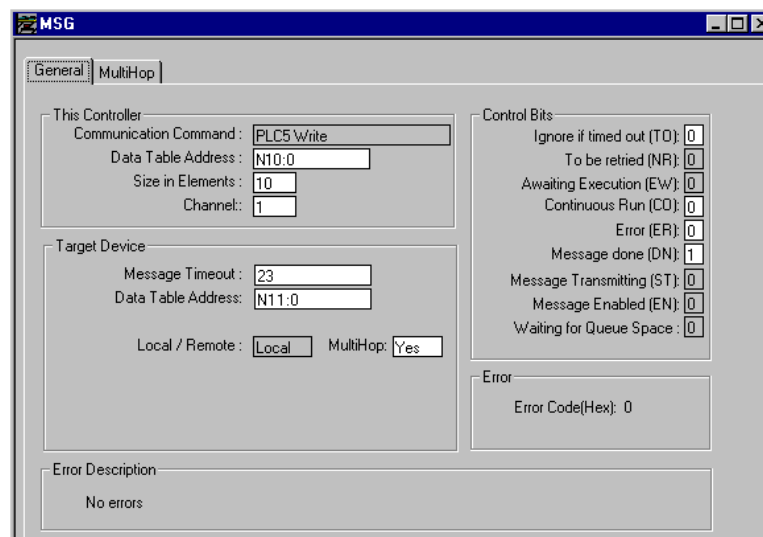 MSG
General MultiHop
This Controller
Communication Command : PLC5 Write
Data Table Address : N10:0
Size in Elements : 10
Channel:: 1
Target Device
Message Timeout : 23
Data Table Address: N11:0
Local / Remote : Local MultiHop: Yes
Control Bits
Ignore if timed out (TO): 0
To be retried (NR): 0
Awaiting Execution (EW): 0
Continuous Run (CO): 0
Error (ER): 0
Message done (DN): 1
Message Transmitting (ST): 0
Message Enabled (EN): 0
Waiting for Queue Space : 0
Error
Error Code(Hex): 0
Error Description
No errors